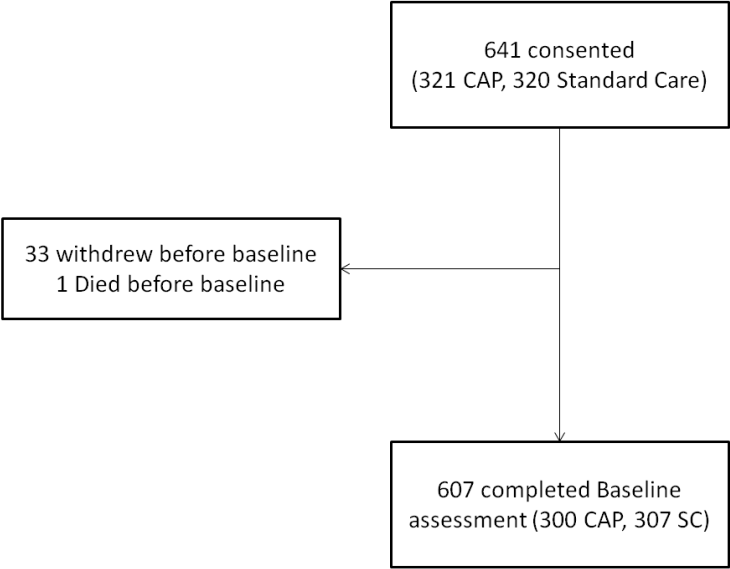 641 consented
(321 CAP, 320 Standard Care)
33 withdrew before baseline
1 Died before baseline
607 completed Baseline
assessment (300 CAP, 307 SC)